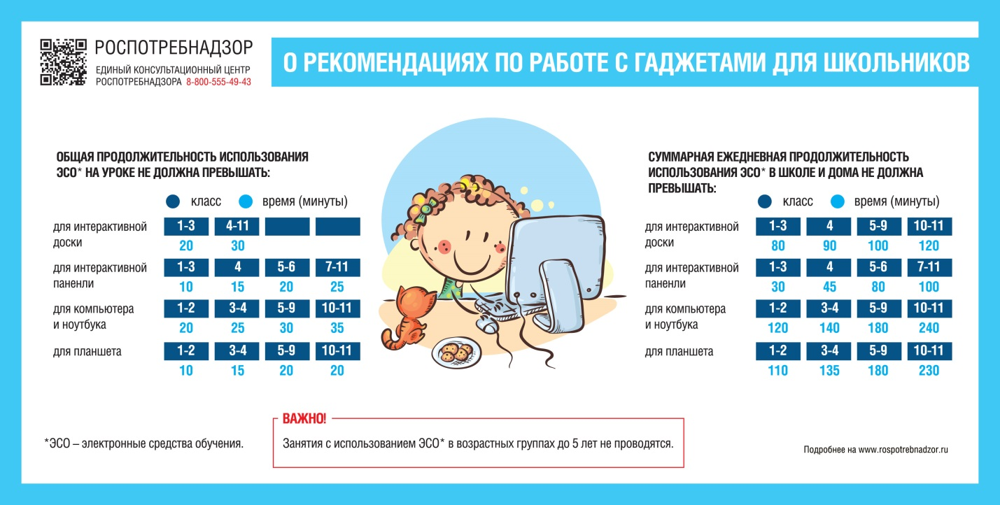 РОСПОТРЕБНАДЗОР
ЕДИНЫЙ КОНСУЛЬТАЦИОННЫЙ ЦЕНТР
РОСПОТРЕБНАДЗОРА 8-800-555-49-43
О РЕКОМЕНДАЦИЯХ ПО РАБОТЕ С ГАДЖЕТАМИ ДЛЯ ШКОЛЬНИКОВ
ОБЩАЯ ПРОДОЛЖИТЕЛЬНОСТЬ ИСПОЛЬЗОВАНИЯ
ЭСО* НА УРОКЕ НЕ ДОЛЖНА ПРЕВЫШАТЬ:
класс время (минуты)
для интерактивной
доски
1-3 4-11
20 30
для интерактивной
паненли
1-3 4 5-6 7-11
10 15 20 25
для компьютера
и ноутбука
1-2 3-4 5-9 10-11
20 25 30 35
для планшета
1-2 3-4 5-9 10-11
10 15 20 20
СУММАРНАЯ ЕЖЕДНЕВНАЯ ПРОДОЛЖИТЕЛЬНОСТЬ
ИСПОЛЬЗОВАНИЯ ЭСО* В ШКОЛЕ И ДОМА НЕ ДОЛЖНА
ПРЕВЫШАТЬ:
класс время (минуты)
для интерактивной
доски
1-3 4 5-9 10-11
80 90 100 120
для интерактивной
паненли
1-3 4 5-6 7-11
30 45 80 100
для компьютера
и ноутбука
1-2 3-4 5-9 10-11
120 140 180 240
для планшета
1-2 3-4 5-9 10-11
110 135 180 230
*ЭСО – электронные средства обучения.
ВАЖНО!
Занятия с использованием ЭСО* в возрастных группах до 5 лет не проводятся.
Подробнее на www.rospotrebnadzor.ru